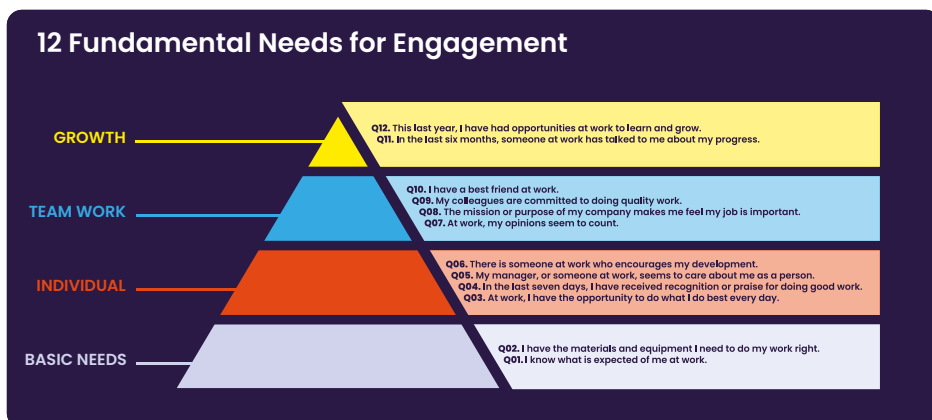 12 Fundamental Needs for Engagement
GROWTH
Q12. This last year, I have had opportunities at work to learn and grow.
Q11. In the last six months, someone at work has talked to me about my progress.
TEAM WORK
Q10. I have a best friend at work.
Q09. My colleagues are committed to doing quality work.
Q08. The mission or purpose of my company makes me feel my job is important.
Q07. At work, my opinions seem to count.
INDIVIDUAL
Q06. There is someone at work who encourages my development.
Q05. My manager, or someone at work, seems to care about me as a person.
Q04. In the last seven days, I have received recognition or praise for doing good work.
Q03. At work, I have the opportunity to do what I do best every day.
BASIC NEEDS
Q02. I have the materials and equipment I need to do my work right.
Q01. I know what is expected of me at work.